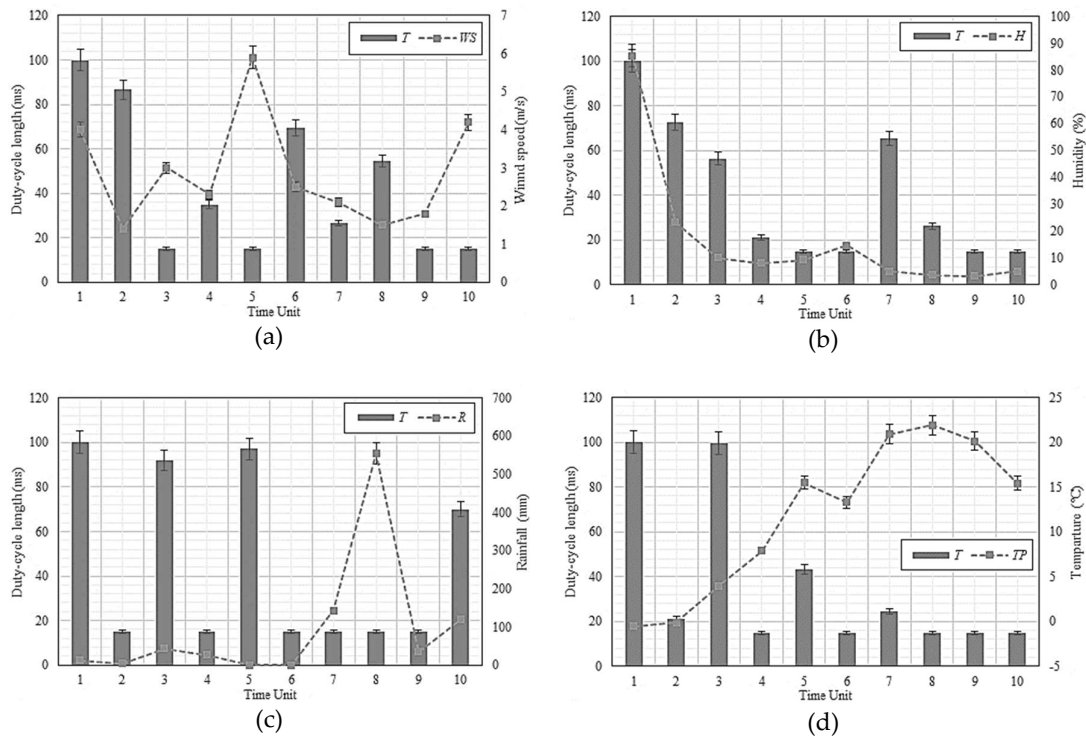 120
100
80
60
40
20
0
Duty-cycle length(ms)
T WS
7
6
5
4
3
2
1
0
Winnd speed(m/s)
1 2 3 4 5 6 7 8 9 10
Time Unit
(a)
120
100
80
60
40
20
0
Duty-cycle length(ms)
T H
100
90
80
70
60
50
40
30
20
10
0
Humidity (%)
1 2 3 4 5 6 7 8 9 10
Time Unit
(b)
120
100
80
60
40
20
0
Duty-cycle length(ms)
T R
700
600
500
400
300
200
100
0
Rainfall (mm)
1 2 3 4 5 6 7 8 9 10
Time Unit
(c)
120
100
80
60
40
20
0
Duty-cycle length(ms)
T TP
25
20
15
10
5
0
-5
Temparture (℃)
1 2 3 4 5 6 7 8 9 10
Time Unit
(d)